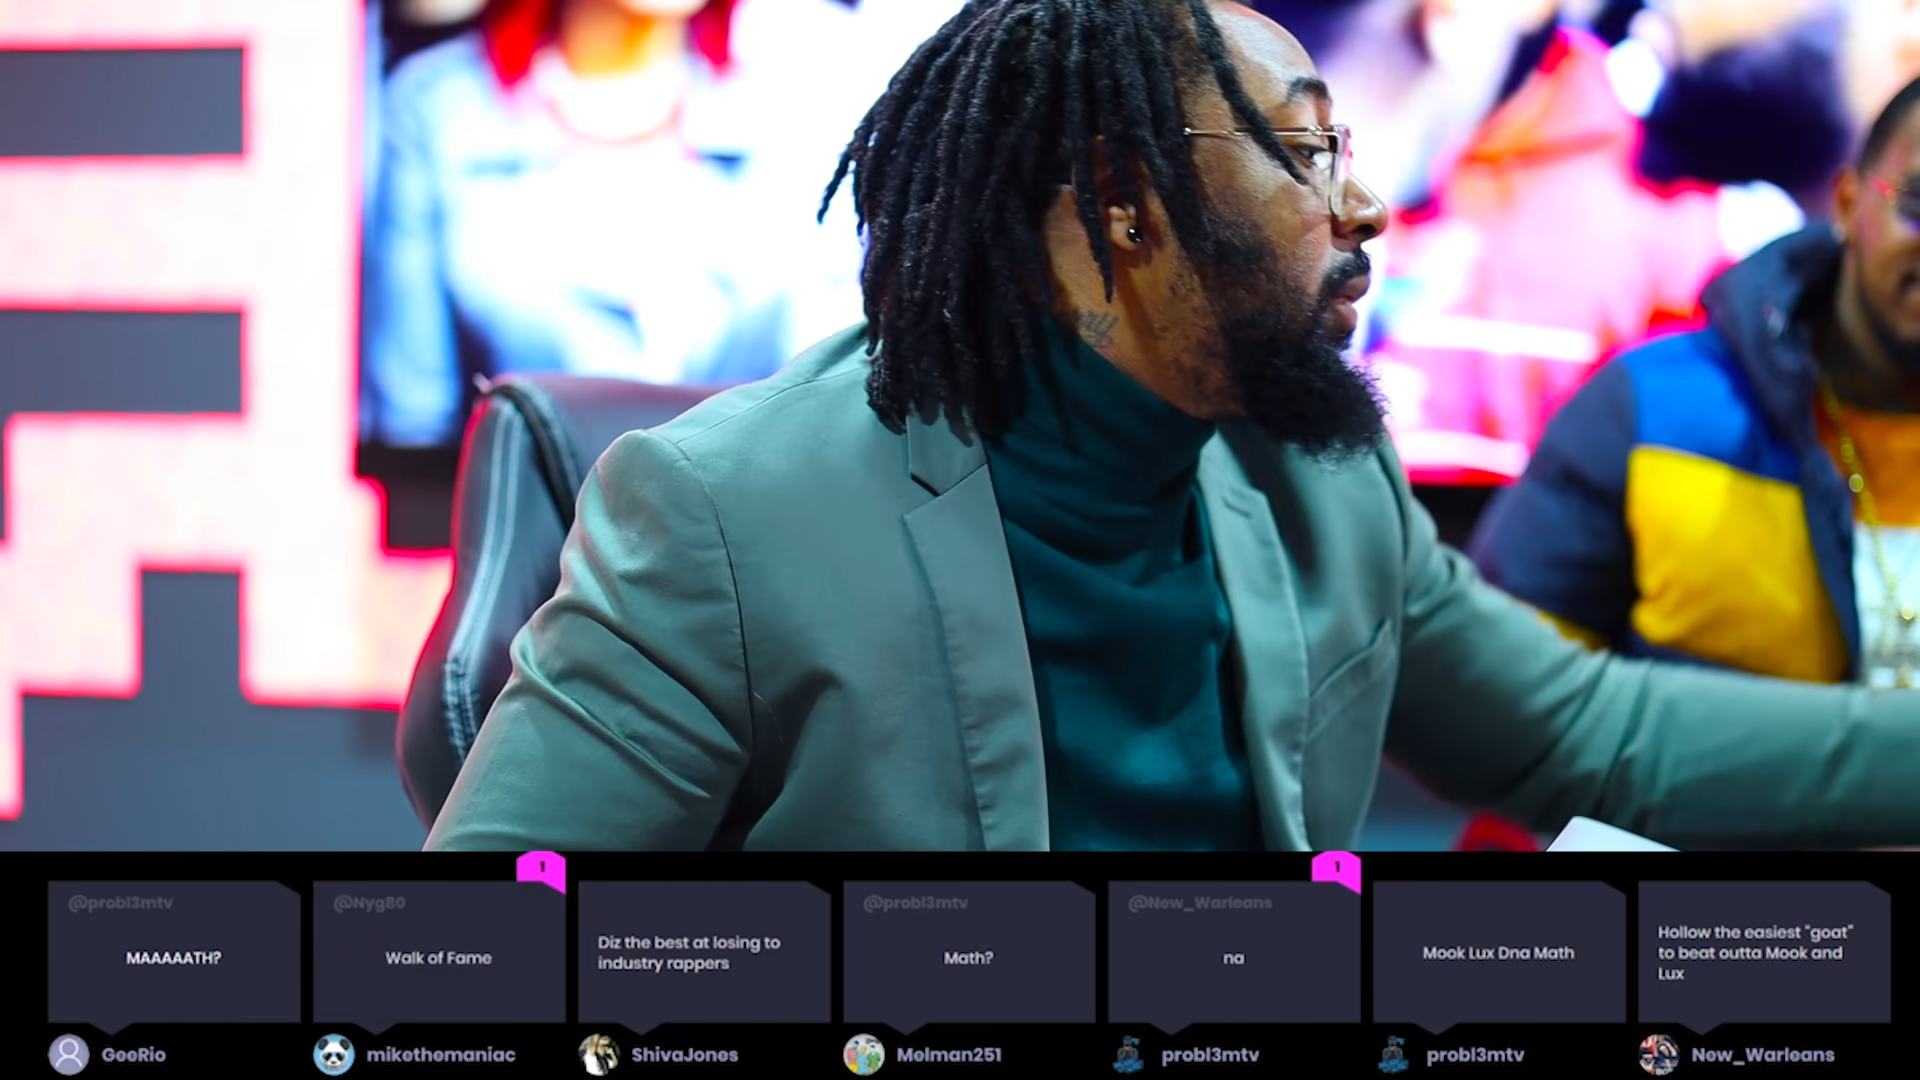 1
1
@probl3mtv
MAAAAATH?
GeeRio
@Nyg80
Walk of Fame
mikethemaniac
Diz the best at losing to
industry rappers
ShivaJones
@probl3mtv
Math?
Melman251
@New_Warleans
na
probl3mtv
Mook Lux Dna Math
probl3mtv
Hollow the easiest "goat"
to beat outta Mook and
Lux
New_Warleans